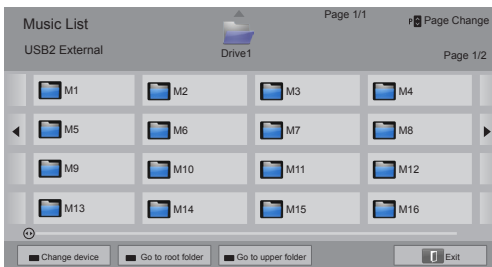 Music List
Page 1/1
P Page Change
USB2 External
Drive1
Page 1/2
M1 M2 M3 M4
M5 M6 M7 M8
M9 M10 M11 M12
M13 M14 M15 M16
Change device Go to root folder Go to upper folder Exit